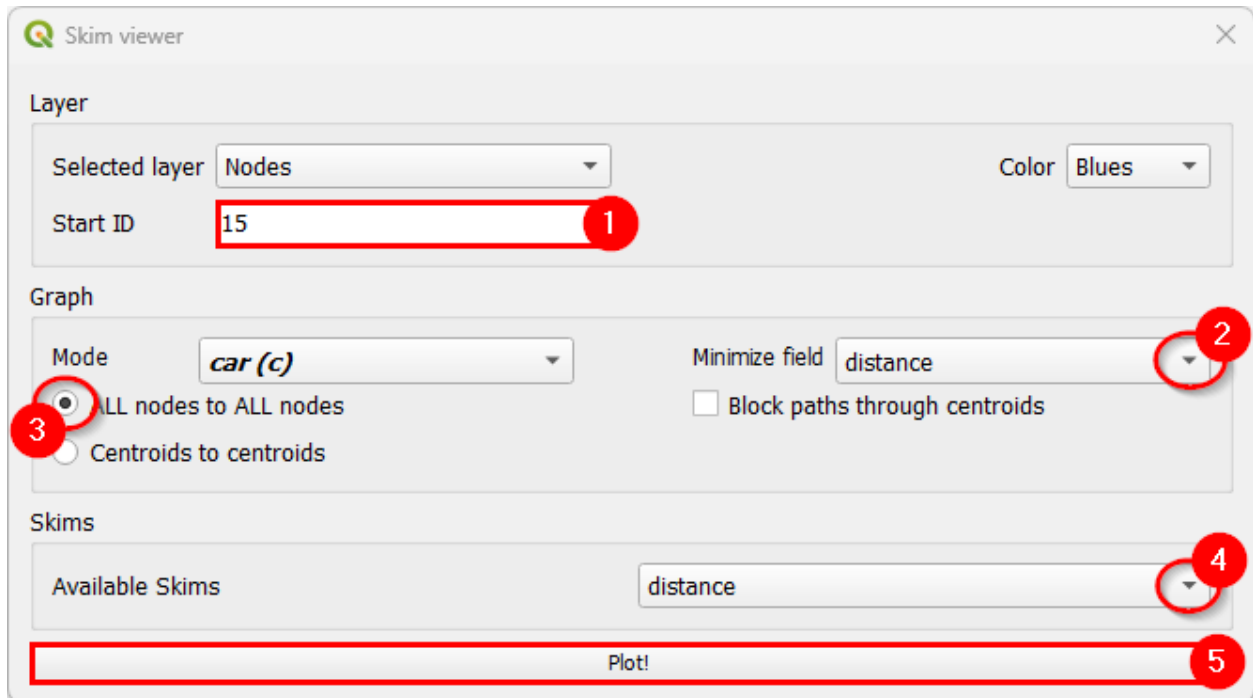 Skim viewer
Layer
Selected layer Nodes Color Blues
Start ID 15 1
Graph
Mode car (c) Minimize field distance 2
ALL nodes to ALL nodes Block paths through centroids
3
Centroids to centroids
Skims
Available Skims distance 4
Plot! 5